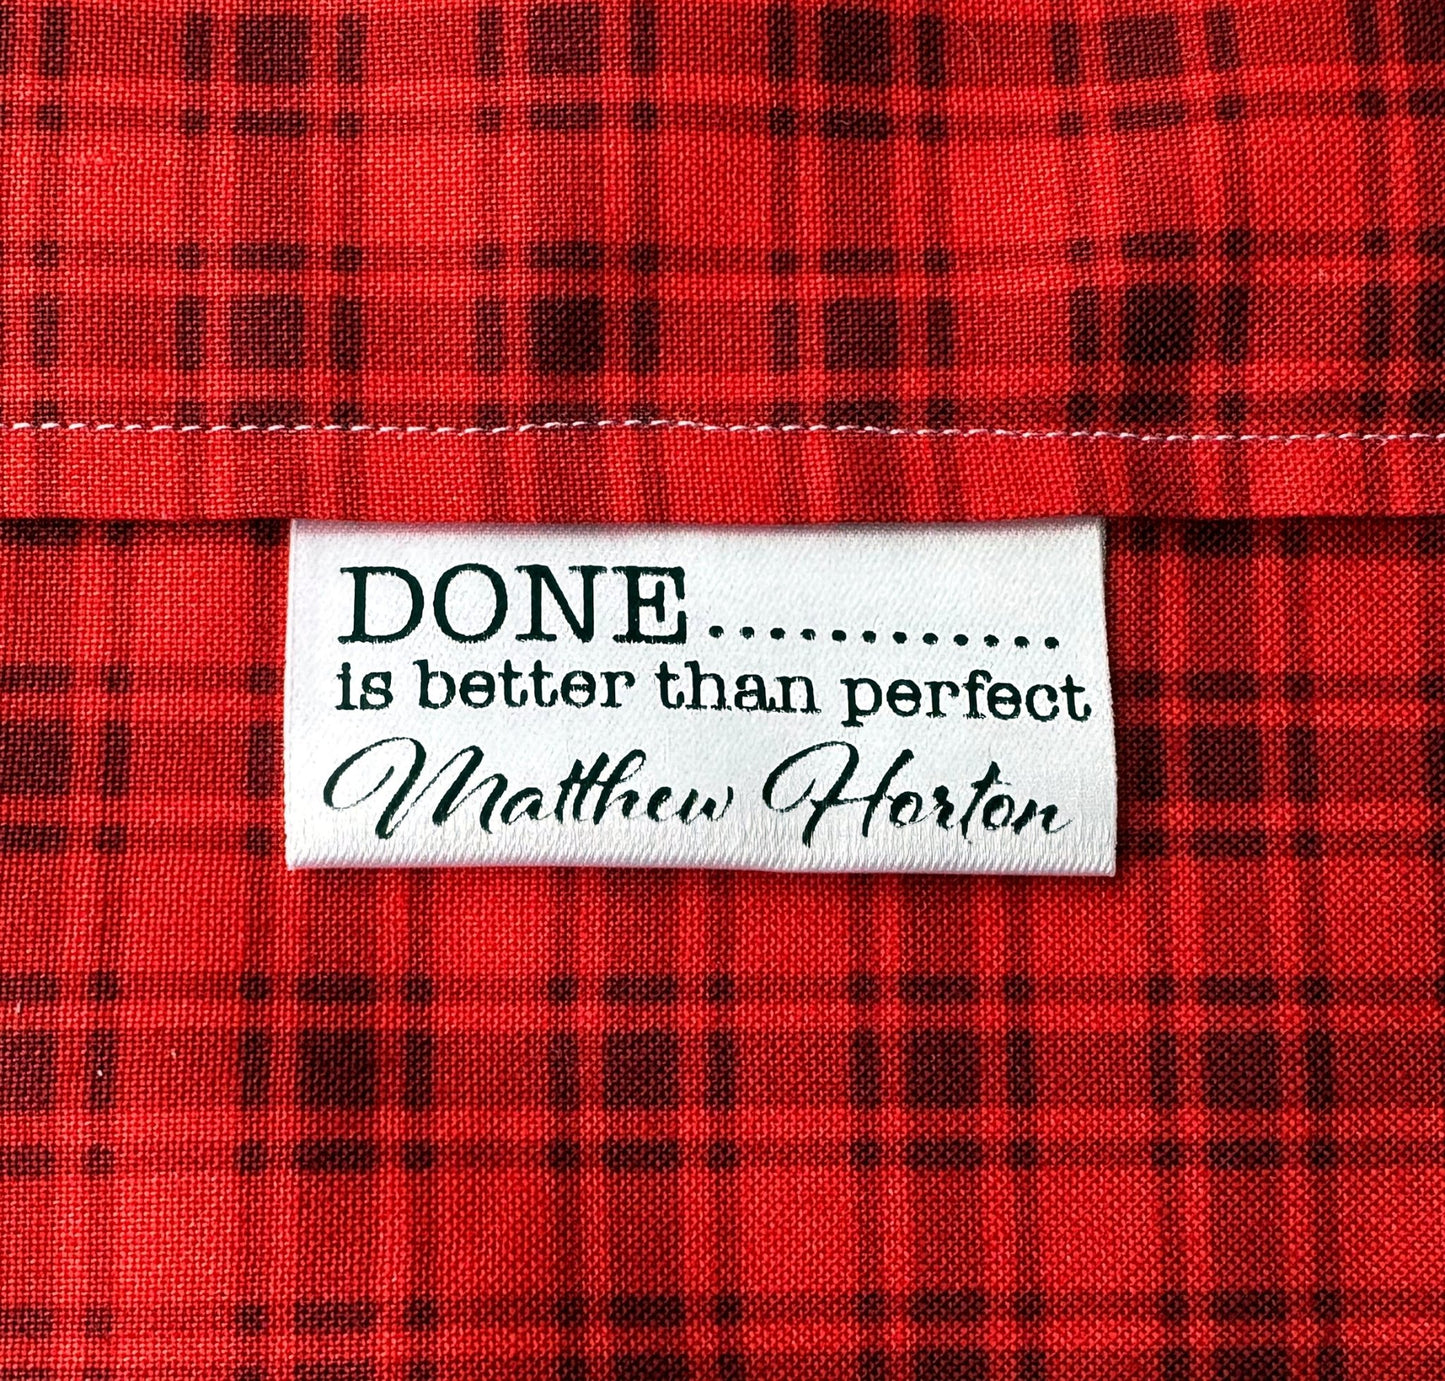 DONE............
is better than perfect
Matthew Horton